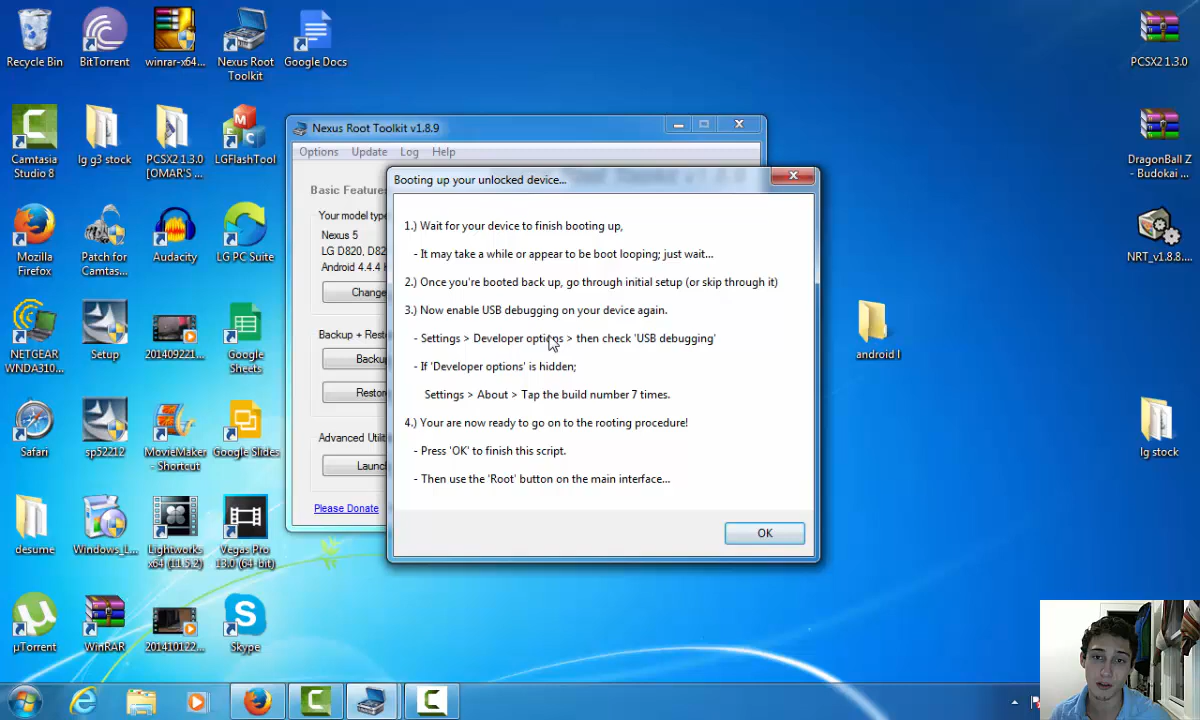 Recycle Bin
BitTorrent
winrar-x64...
Nexus Root
Toolkit
Google Docs
PCSX2 1.3.0
Camtasia
Studio 8
lg g3 stock
PCSX2 1.3.0
[OMAR'S ...
LGFlashTool
DragonBall Z
- Budokai ...
Mozilla
Firefox
Patch for
Camtas...
Audacity
LG PC Suite
NRT_v1.8.8....
NETGEAR
WNDA310...
Setup
201409221...
Google
Sheets
android l
Safari
sp52212
MovieMaker
- Shortcut
Google Slides
lg stock
desume
Windows_L...
Lightworks
x64 (11.5.2)
Vegas Pro
13.0 (64-bit)
µTorrent
WinRAR
201410122...
Skype
Nexus Root Toolkit v1.8.9
Options Update Log Help
Basic Feature
Your model type
Nexus 5
LG D820, D82
Android 4.4.4
Change
Backup + Rest
Backu
Restor
Advanced Utilit
Launc
Please Donate
Booting up your unlocked device...
1.) Wait for your device to finish booting up,
- It may take a while or appear to be boot looping; just wait...
2.) Once you're booted back up, go through initial setup (or skip through it)
3.) Now enable USB debugging on your device again.
- Settings > Developer options > then check 'USB debugging'
- If 'Developer options' is hidden;
Settings > About > Tap the build number 7 times.
4.) Your are now ready to go on to the rooting procedure!
- Press 'OK' to finish this script.
- Then use the 'Root' button on the main interface...
OK